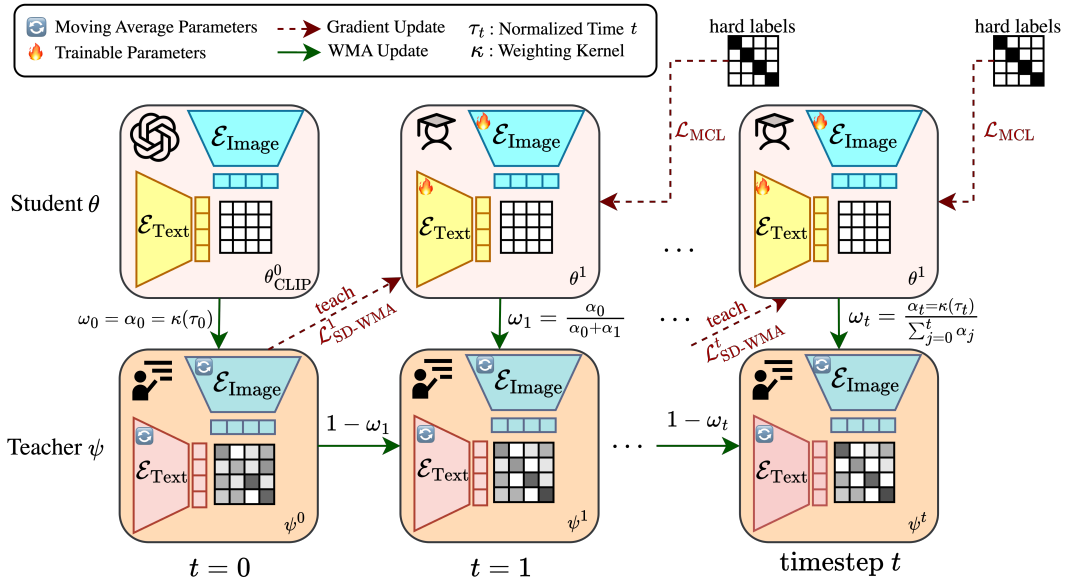 Moving Average Parameters
Gradient Update
τ_t : Normalized Time t
Trainable Parameters
WMA Update
κ : Weighting Kernel
hard labels
hard labels
Student θ
ℰ_Image
ℰ_Text
θ^0_CLIP
ℰ_Image
ℰ_Text
θ^1
ℒ_MCL
...
ℰ_Image
ℰ_Text
θ^1
ℒ_MCL
ω_0 = α_0 = κ(τ_0)
teach
ℒ^1_SD-WMA
ω_1 = α_0 / (α_0+α_1)
...
teach
ℒ^t_SD-WMA
ω_t = α_t=κ(τ_t) / ∑^t_{j=0} α_j
Teacher ψ
ℰ_Image
ℰ_Text
ψ^0
1 − ω_1
ℰ_Image
ℰ_Text
ψ^1
...
1 − ω_t
ℰ_Image
ℰ_Text
ψ^t
t = 0
t = 1
timestep t